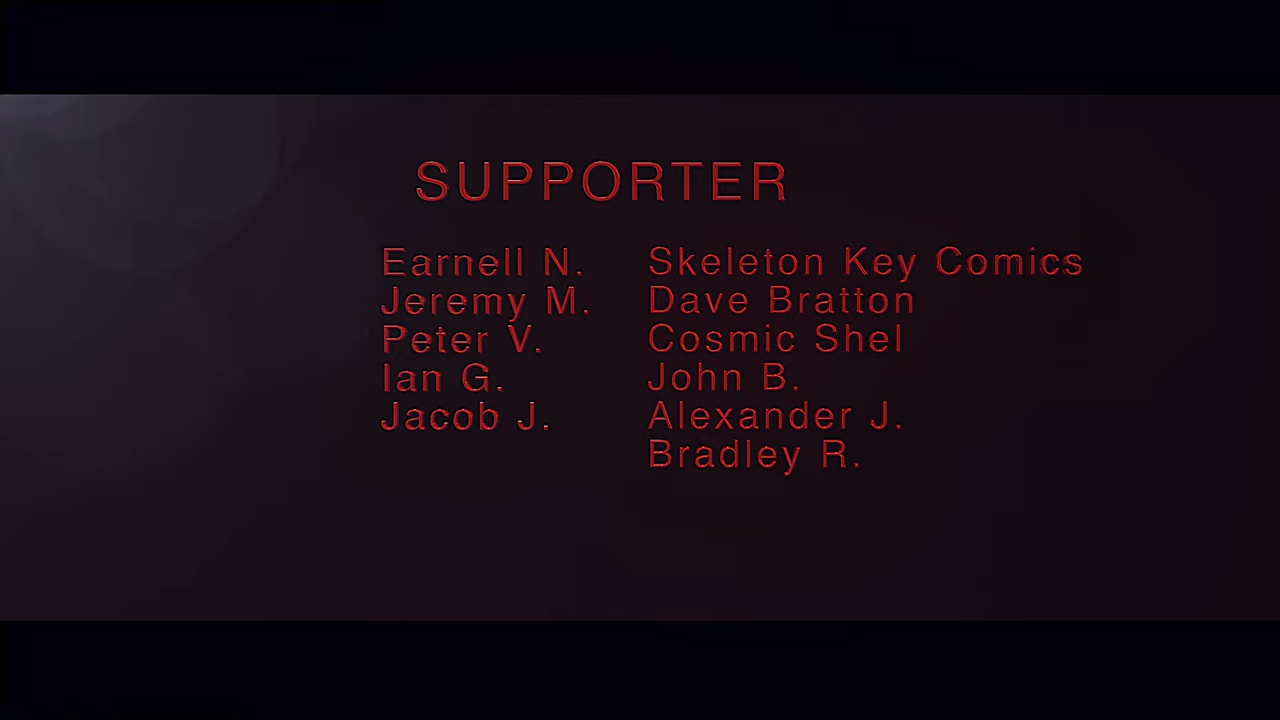 SUPPORTER
Earnell N.
Jeremy M.
Peter V.
Ian G.
Jacob J.
Skeleton Key Comics
Dave Bratton
Cosmic Shel
John B.
Alexander J.
Bradley R.